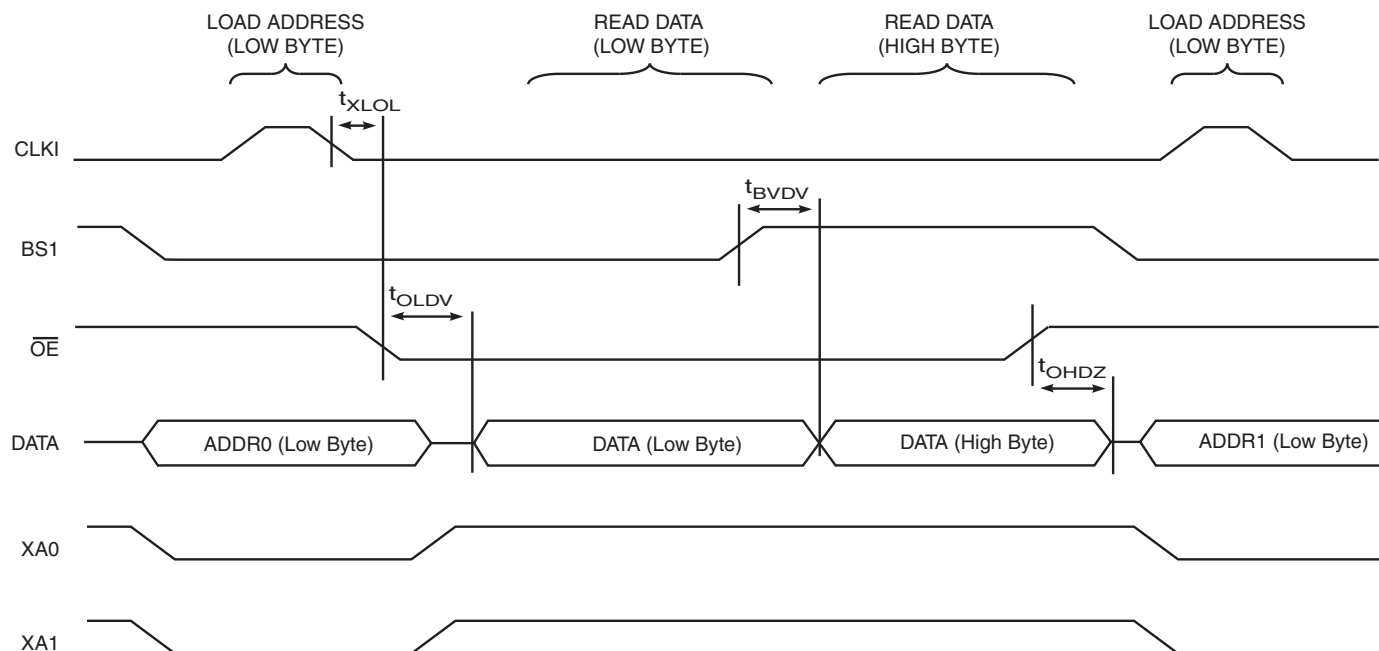 LOAD ADDRESS
(LOW BYTE)
READ DATA
(LOW BYTE)
READ DATA
(HIGH BYTE)
LOAD ADDRESS
(LOW BYTE)
tXLOL
CLKI
tBVDV
BS1
tOLDV
OE
tOHDZ
DATA
ADDR0 (Low Byte)
DATA (Low Byte)
DATA (High Byte)
ADDR1 (Low Byte)
XA0
XA1